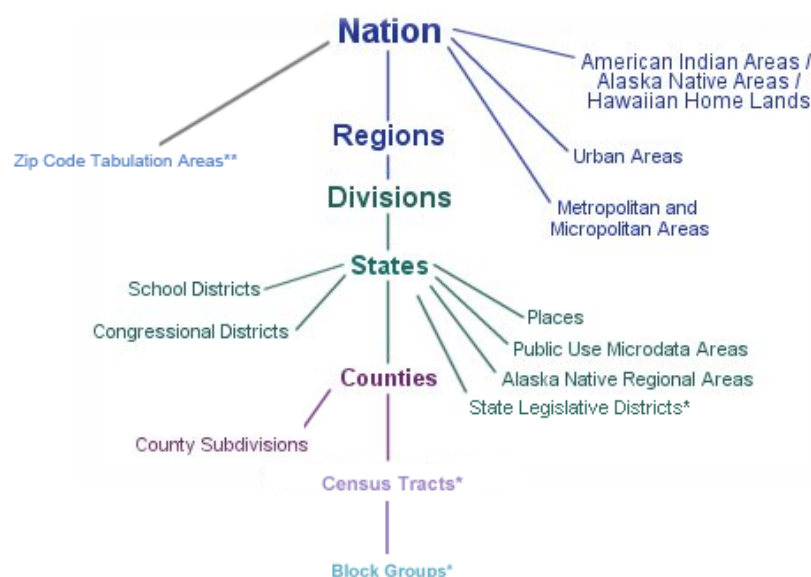 Nation
American Indian Areas /
Alaska Native Areas /
Hawaiian Home Lands
Regions
Zip Code Tabulation Areas**
Urban Areas
Divisions
Metropolitan and
Micropolitan Areas
States
School Districts
Congressional Districts
Places
Public Use Microdata Areas
Alaska Native Regional Areas
State Legislative Districts*
Counties
County Subdivisions
Census Tracts*
Block Groups*